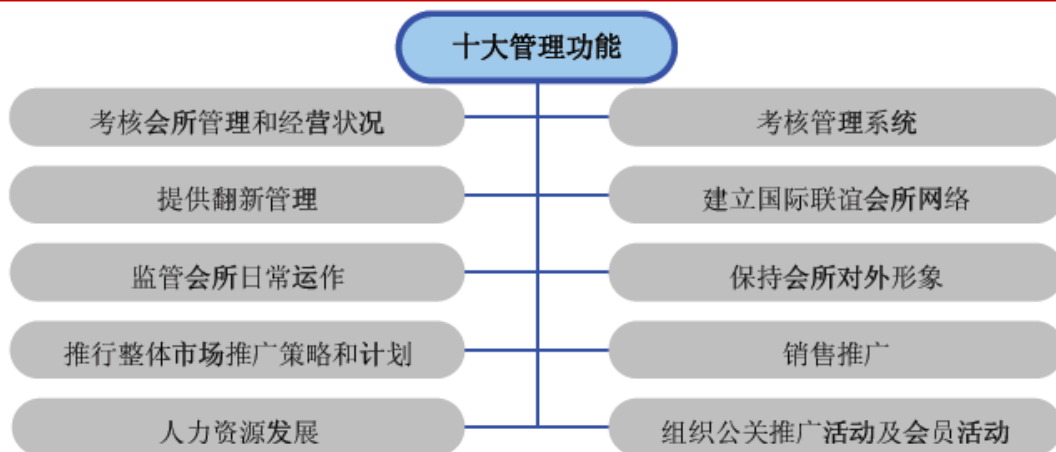 十大管理功能
考核会所管理和经营状况
考核管理系统
提供翻新管理
建立国际联谊会所网络
监管会所日常运作
保持会所对外形象
推行整体市场推广策略和计划
销售推广
人力资源发展
组织公关推广活动及会员活动